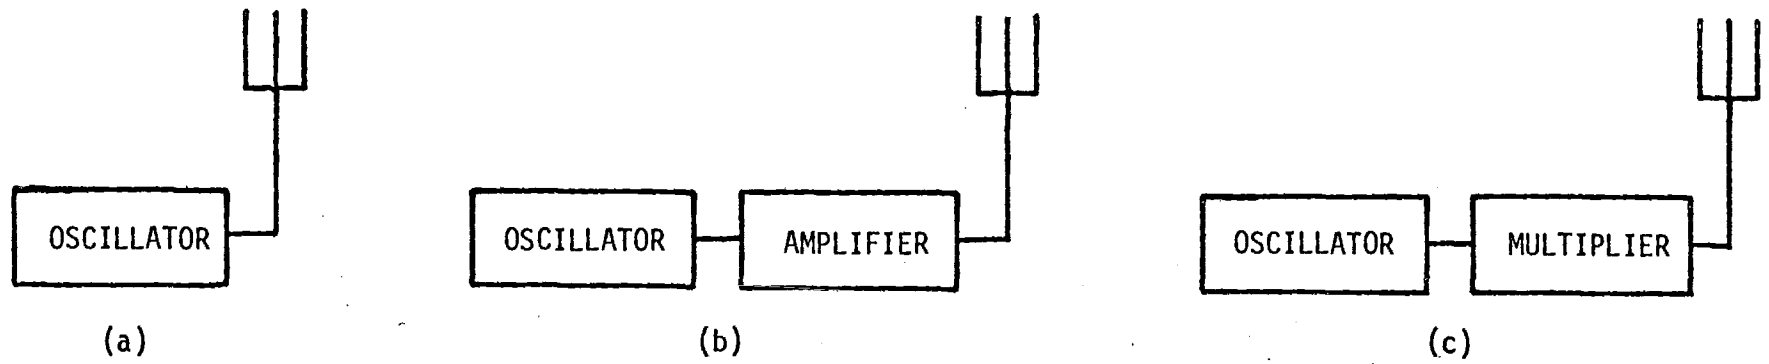 OSCILLATOR
(a)
OSCILLATOR AMPLIFIER
(b)
OSCILLATOR MULTIPLIER
(c)